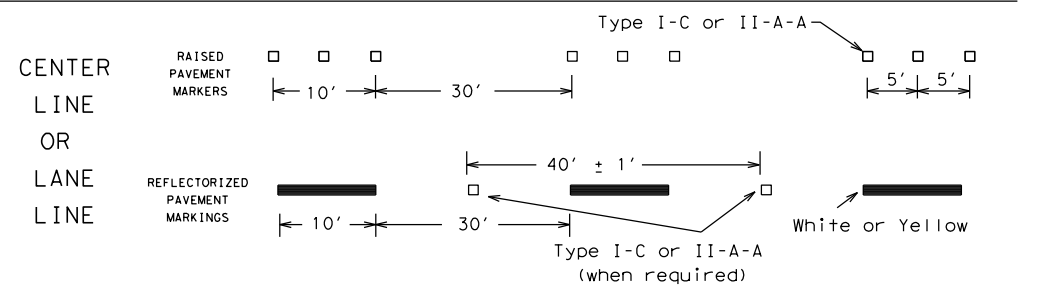 Type I-C or II-A-A
CENTER
LINE
OR
LANE
LINE
RAISED
PAVEMENT
MARKERS
10'
30'
5'
5'
40' ± 1'
REFLECTORIZED
PAVEMENT
MARKINGS
10'
30'
Type I-C or II-A-A
(when required)
White or Yellow